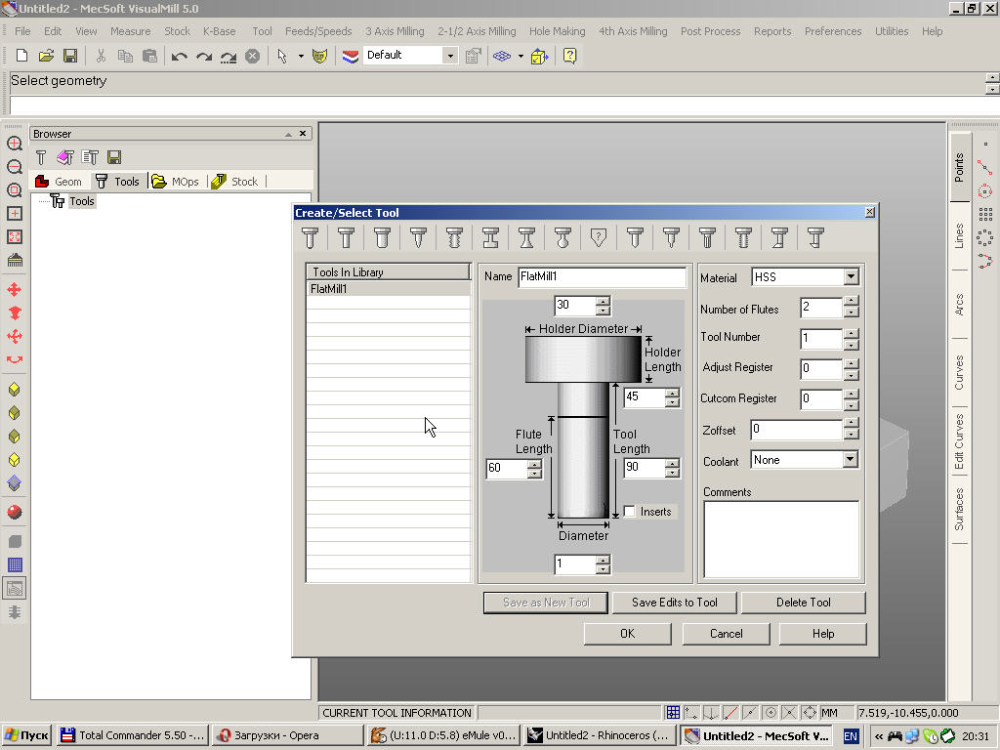 Untitled2 - MecSoft VisualMill 5.0
File Edit View Measure Stock K-Base Tool Feeds/Speeds 3 Axis Milling 2-1/2 Axis Milling Hole Making 4th Axis Milling Post Process Reports Preferences Utilities Help
Default
Select geometry
Browser
Geom Tools MOps Stock
Tools
Create/Select Tool
Tools In Library
FlatMill1
Name FlatMill1
30
Holder Diameter
Holder
Length
45
Flute
Length
60
Tool
Length
90
Inserts
Diameter
1
Material HSS
Number of Flutes 2
Tool Number 1
Adjust Register 0
Cutcom Register 0
Zoffset 0
Coolant None
Comments
Save as New Tool Save Edits to Tool Delete Tool
OK Cancel Help
Points
Lines
Arcs
Curves
Edit Curves
Surfaces
CURRENT TOOL INFORMATION MM 7.519,-10.455,0.000
Пуск Total Commander 5.50 -... Загрузки - Opera (U:11.0 D:5.8) eMule v0... Untitled2 - Rhinoceros (... Untitled2 - MecSoft V... EN « 20:31